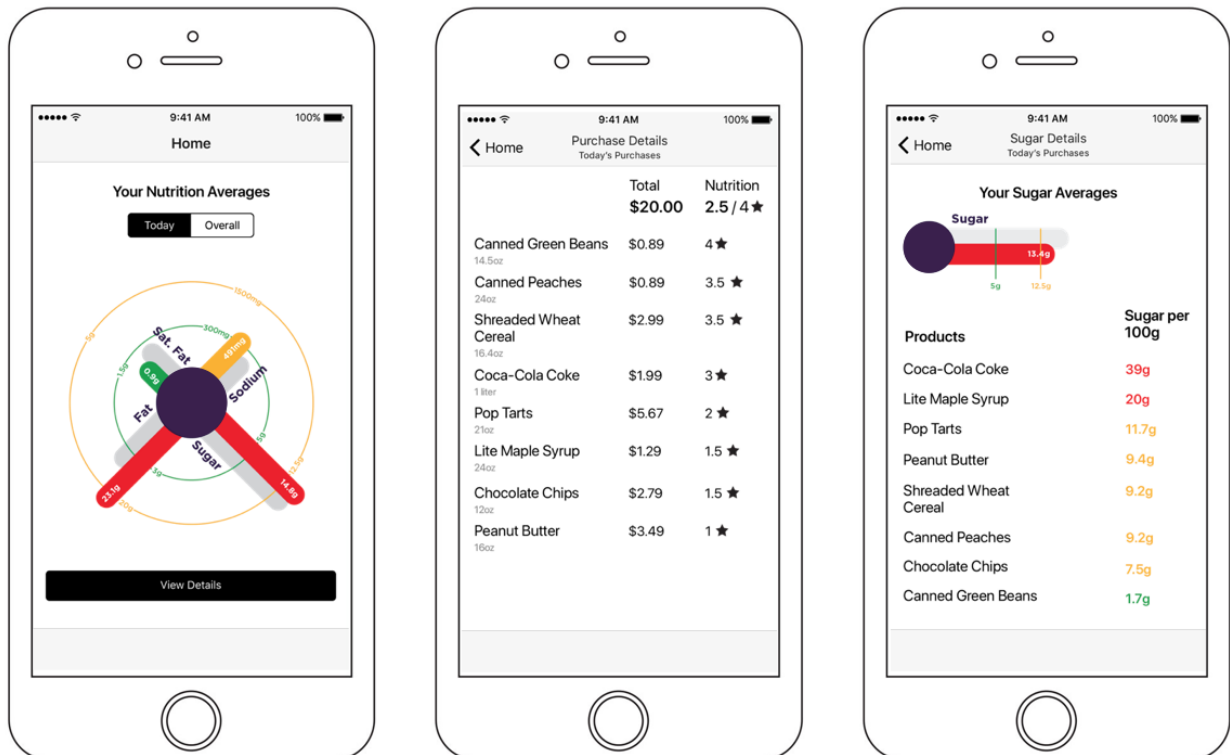 9:41 AM 100%
Home
Your Nutrition Averages
Today Overall
1500mg
5g
300mg
1.5g
Sat. Fat
491mg
0.9g
Sodium
Fat
Sugar
5g
3g
12.5g
23.1g
20g
14.8g
View Details
9:41 AM 100%
Home Purchase Details
Today's Purchases
Total Nutrition
$20.00 2.5 / 4★
Canned Green Beans $0.89 4★
14.5oz
Canned Peaches $0.89 3.5 ★
24oz
Shreaded Wheat $2.99 3.5 ★
Cereal
16.4oz
Coca-Cola Coke $1.99 3★
1 liter
Pop Tarts $5.67 2 ★
21oz
Lite Maple Syrup $1.29 1.5 ★
24oz
Chocolate Chips $2.79 1.5 ★
12oz
Peanut Butter $3.49 1 ★
16oz
9:41 AM 100%
Home Sugar Details
Today's Purchases
Your Sugar Averages
Sugar
13.4g
5g 12.5g
Products Sugar per
100g
Coca-Cola Coke 39g
Lite Maple Syrup 20g
Pop Tarts 11.7g
Peanut Butter 9.4g
Shreaded Wheat 9.2g
Cereal
Canned Peaches 9.2g
Chocolate Chips 7.5g
Canned Green Beans 1.7g